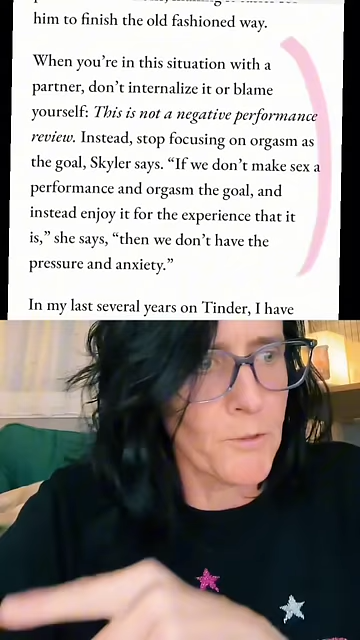 him to finish the old fashioned way.
When you're in this situation with a
partner, don't internalize it or blame
yourself: This is not a negative performance
review. Instead, stop focusing on orgasm as
the goal, Skyler says. “If we don't make sex a
performance and orgasm the goal, and
instead enjoy it for the experience that it
is,” she says, “then we don't have the
pressure and anxiety.”
In my last several years on Tinder, I have